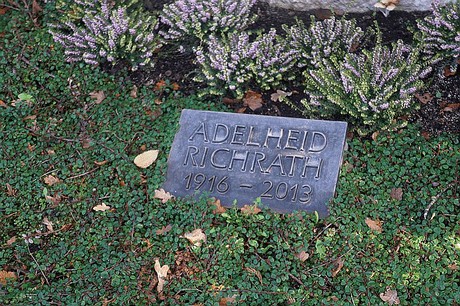 ADELHEID
RICHRATH
1916 - 2013